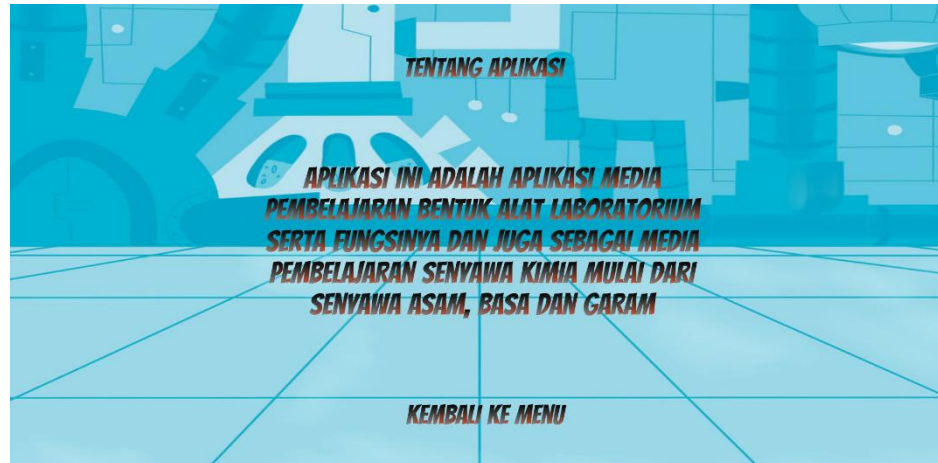 TENTANG APLIKASI
APLIKASI INI ADALAH APLIKASI MEDIA
PEMBELAJARAN BENTUK ALAT LABORATORIUM
SERTA FUNGSINYA DAN JUGA SEBAGAI MEDIA
PEMBELAJARAN SENYAWA KIMIA MULAI DARI
SENYAWA ASAM, BASA DAN GARAM
KEMBALI KE MENU